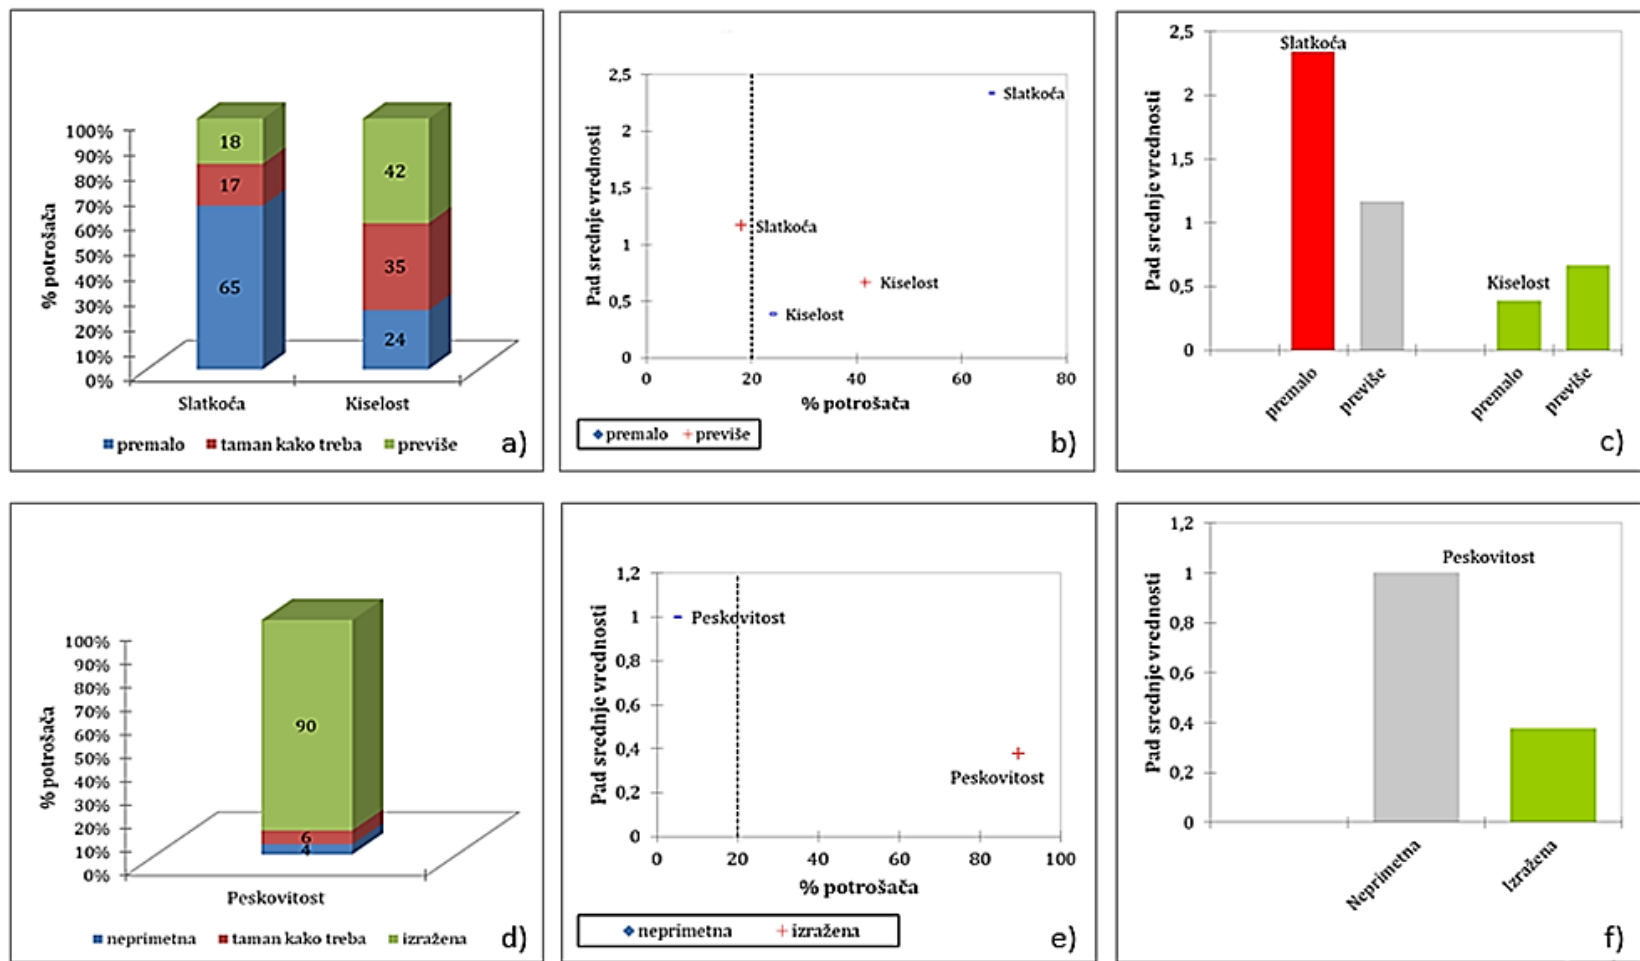 100%
90%
80%
70%
60%
50%
40%
30%
20%
10%
0%
% potrošača
18
17
65
42
35
24
Slatkoća Kiselost
premalo taman kako treba previše
a)
2,5
2
1,5
1
0,5
0
Pad srednje vrednosti
Slatkoća
Slatkoća
Kiselost
Kiselost
0 20 40 60 80
% potrošača
premalo previše
b)
2,5
2
1,5
1
0,5
0
Pad srednje vrednosti
Slatkoća
Kiselost
premalo previše premalo previše
c)
100%
90%
80%
70%
60%
50%
40%
30%
20%
10%
0%
% potrošača
90
6
4
Peskovitost
neprimetna taman kako treba izražena
d)
1,2
1
0,8
0,6
0,4
0,2
0
Pad srednje vrednosti
Peskovitost
Peskovitost
0 20 40 60 80 100
% potrošača
neprimetna izražena
e)
1,2
1
0,8
0,6
0,4
0,2
0
Pad srednje vrednosti
Peskovitost
Neprimetna Izražena
f)